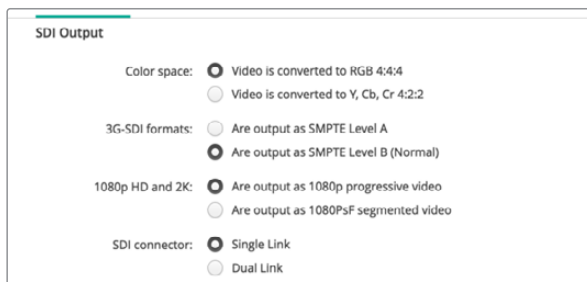 SDI Output
Color space: Video is converted to RGB 4:4:4
Video is converted to Y, Cb, Cr 4:2:2
3G-SDI formats: Are output as SMPTE Level A
Are output as SMPTE Level B (Normal)
1080p HD and 2K: Are output as 1080p progressive video
Are output as 1080PsF segmented video
SDI connector: Single Link
Dual Link